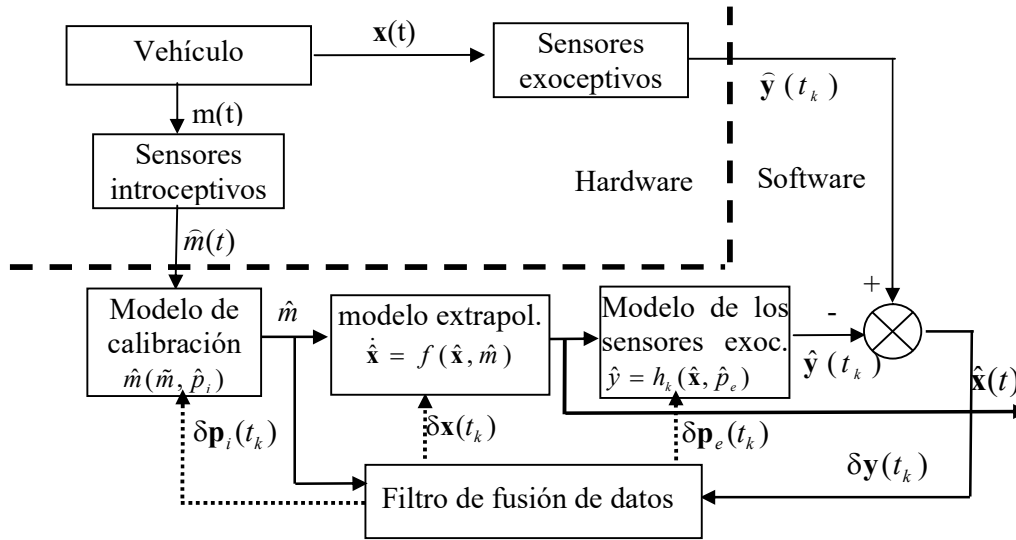 Vehículo
x(t)
Sensores
exoceptivos
m(t)
Sensores
introceptivos
Hardware
Software
ŷ(t_k)
m̂(t)
Modelo de
calibración
m̂(m̃, p̂_i)
m̂
modelo extrapol.
x̂̇ = f(x̂, m̂)
Modelo de los
sensores exoc.
ŷ = h_k(x̂, p̂_e)
+
-
ŷ(t_k)
x̂(t)
δp_i(t_k)
δx(t_k)
δp_e(t_k)
δy(t_k)
Filtro de fusión de datos